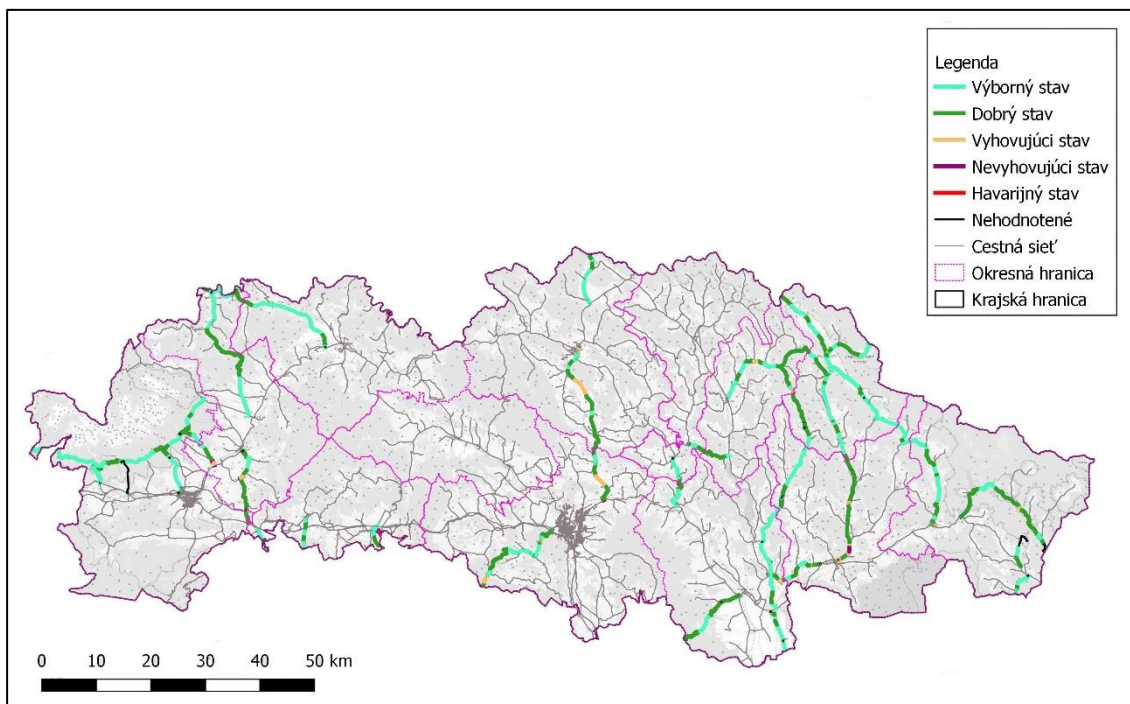 Legenda
Výborný stav
Dobrý stav
Vyhovujúci stav
Nevyhovujúci stav
Havarijný stav
Nehodnotené
Cestná sieť
Okresná hranica
Krajská hranica
0 10 20 30 40 50 km